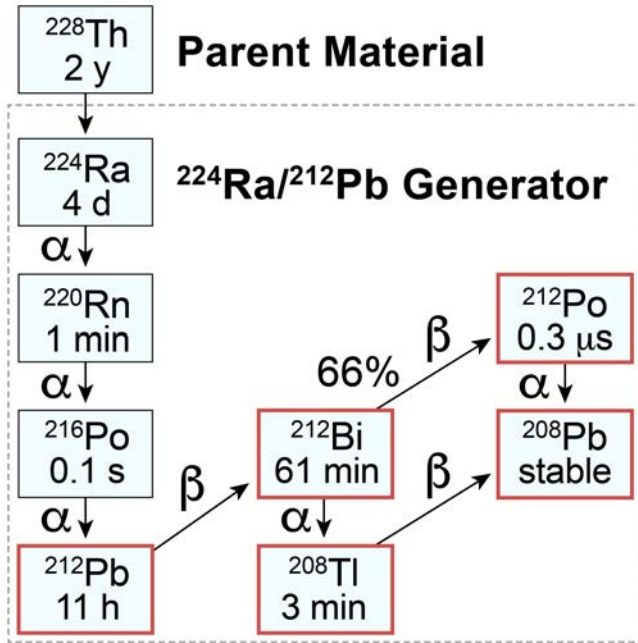 ²²⁸Th
2 y
Parent Material
²²⁴Ra
4 d
²²⁴Ra/²¹²Pb Generator
α
²²⁰Rn
1 min
α
²¹⁶Po
0.1 s
α
²¹²Pb
11 h
β
²¹²Bi
61 min
α
²⁰⁸Tl
3 min
66%
β
β
²¹²Po
0.3 μs
α
²⁰⁸Pb
stable